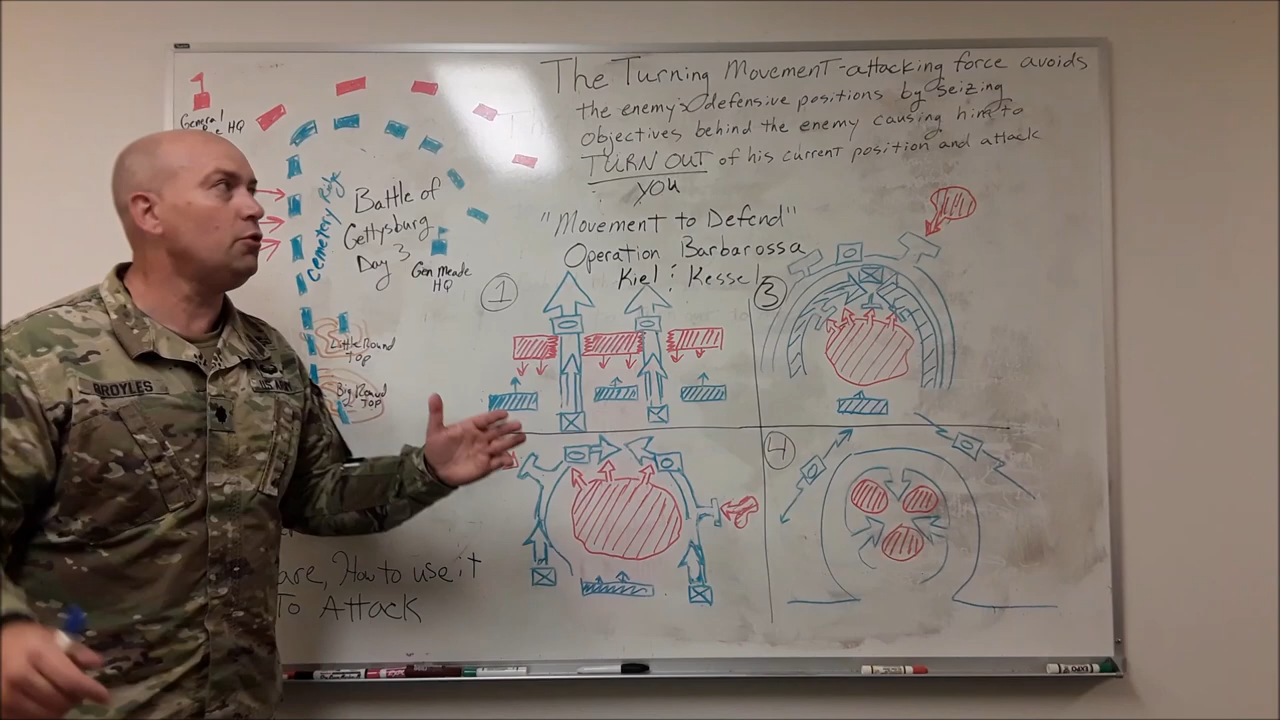 The Turning Movement - attacking force avoids
the enemy's defensive positions by seizing
objectives behind the enemy causing him to
TURN OUT of his current position and attack
you
"Movement to Defend"
Operation Barbarossa
Kiel : Kessel
General
HQ
Cemetery Ridge
Battle of
Gettysburg
Day 3
Gen Meade
HQ
Little Round
TOP
Big Round
TOP
1
3
4
BROYLES
U.S. ARMY
are, How to use it
To Attack
EXPO